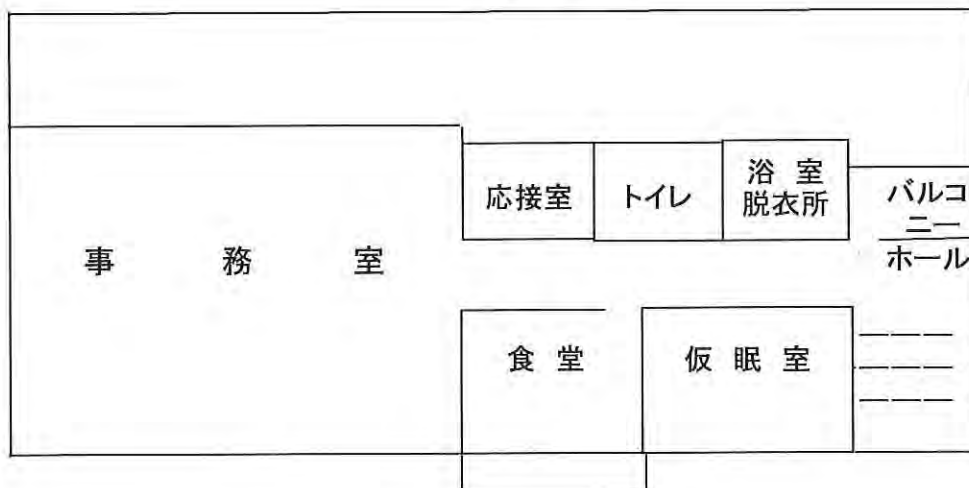 応接室
トイレ
浴 室
脱衣所
バルコ
ニー
ホール
事 務 室
食 堂
仮 眠 室